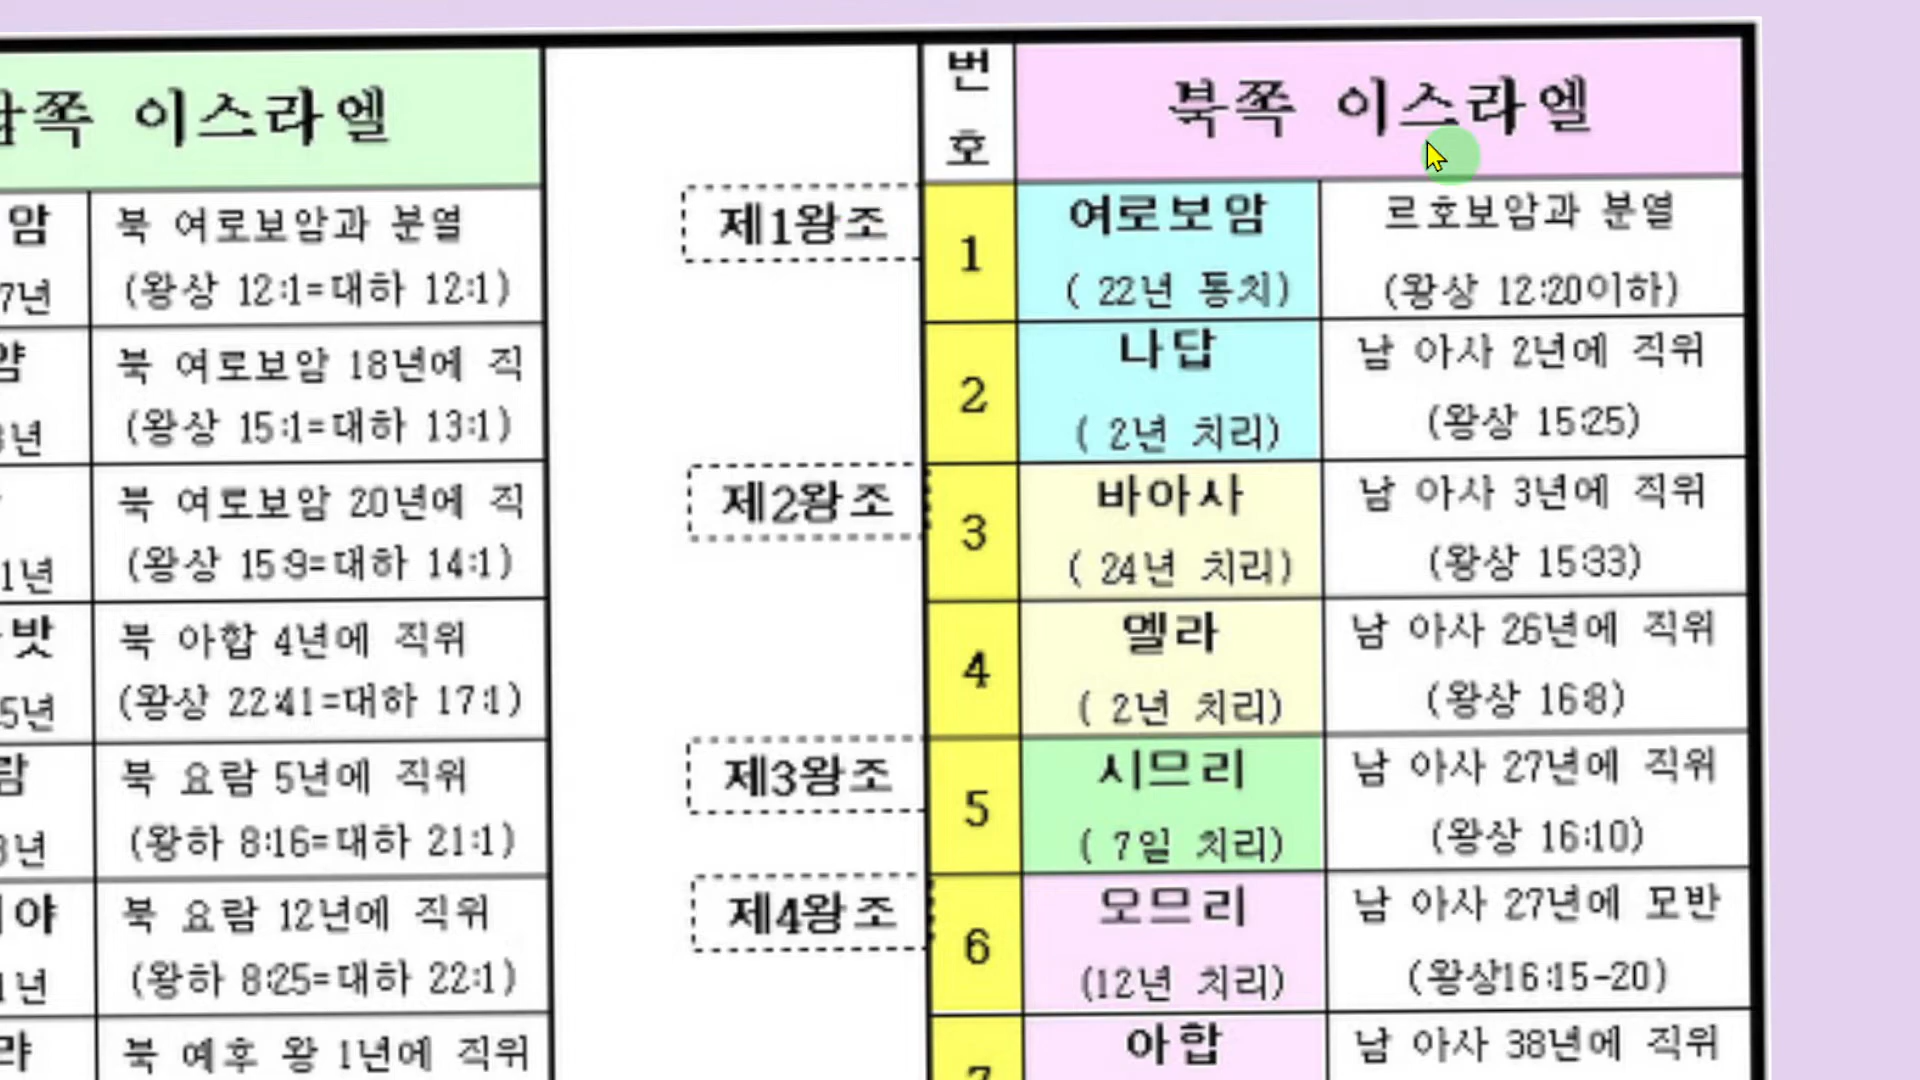 남쪽 이스라엘
암
7년
북 여로보암과 분열
(왕상 12:1=대하 12:1)
얌
3년
북 여로보암 18년에 직
(왕상 15:1=대하 13:1)
1년
북 여로보암 20년에 직
(왕상 15:9=대하 14:1)
밧
5년
북 아합 4년에 직위
(왕상 22:41=대하 17:1)
람
3년
북 요람 5년에 직위
(왕하 8:16=대하 21:1)
야
1년
북 요람 12년에 직위
(왕하 8:25=대하 22:1)
랴
북 예후 왕 1년에 직위
제1왕조
제2왕조
제3왕조
제4왕조
번호
북쪽 이스라엘
1
여로보암
( 22년 통치)
르호보암과 분열
(왕상 12:20이하)
2
나답
( 2년 치리)
남 아사 2년에 직위
(왕상 15:25)
3
바아사
( 24년 치리)
남 아사 3년에 직위
(왕상 15:33)
4
엘라
( 2년 치리)
남 아사 26년에 직위
(왕상 16:8)
5
시므리
( 7일 치리)
남 아사 27년에 직위
(왕상 16:10)
6
오므리
(12년 치리)
남 아사 27년에 모반
(왕상16:15-20)
7
아합
남 아사 38년에 직위